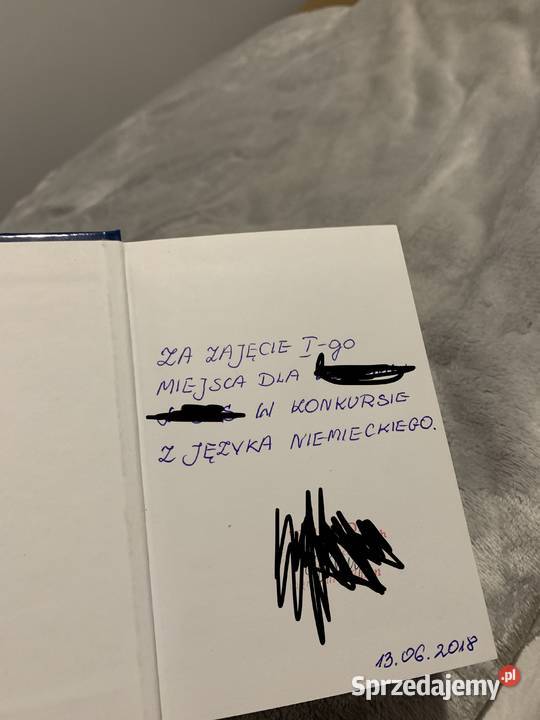 ZA ZAJĘCIE I-go
MIEJSCA DLA
W KONKURSIE
Z JĘZYKA NIEMIECKIEGO.
13.06.2018
Sprzedajemy.pl